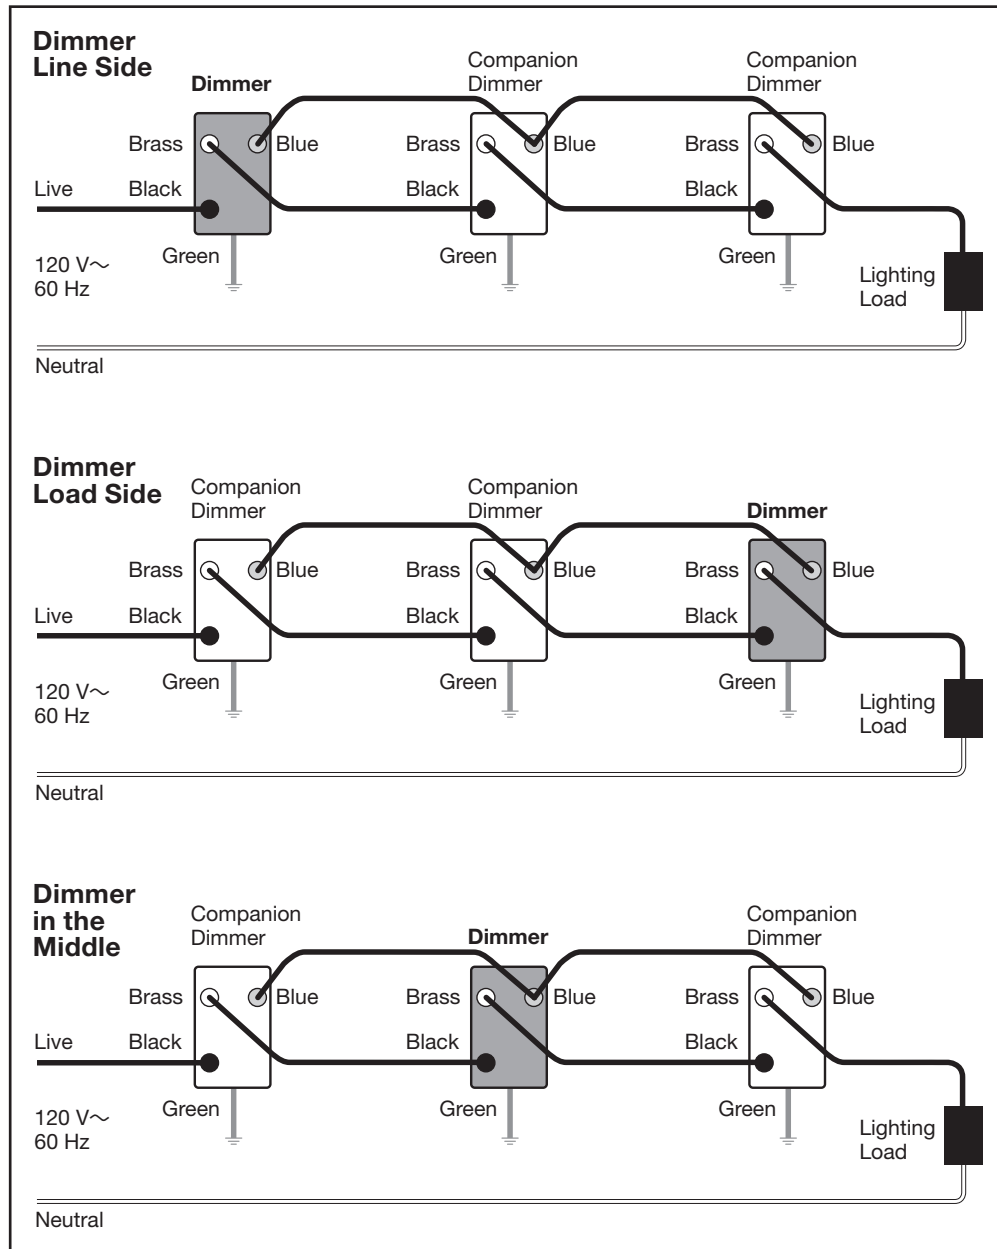 Dimmer
Line Side
Dimmer
Companion
Dimmer
Companion
Dimmer
Brass
Blue
Brass
Blue
Brass
Blue
Live
Black
Black
Black
Green
Green
Green
120 V~
60 Hz
Lighting
Load
Neutral
Dimmer
Load Side
Companion
Dimmer
Companion
Dimmer
Dimmer
Brass
Blue
Brass
Blue
Brass
Blue
Live
Black
Black
Black
Green
Green
Green
120 V~
60 Hz
Lighting
Load
Neutral
Dimmer
in the
Middle
Companion
Dimmer
Dimmer
Companion
Dimmer
Brass
Blue
Brass
Blue
Brass
Blue
Live
Black
Black
Black
Green
Green
Green
120 V~
60 Hz
Lighting
Load
Neutral